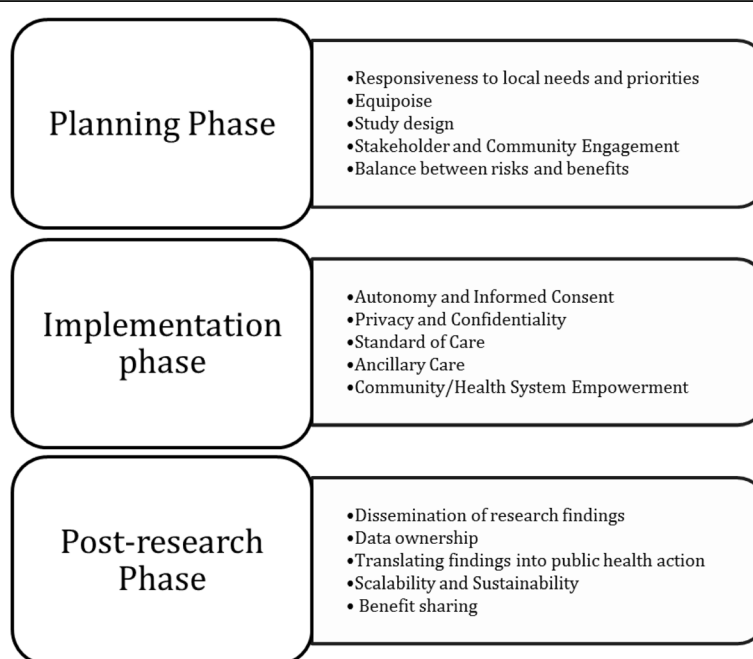 Planning Phase
•Responsiveness to local needs and priorities
•Equipoise
•Study design
•Stakeholder and Community Engagement
•Balance between risks and benefits
Implementation
phase
•Autonomy and Informed Consent
•Privacy and Confidentiality
•Standard of Care
•Ancillary Care
•Community/Health System Empowerment
Post-research
Phase
•Dissemination of research findings
•Data ownership
•Translating findings into public health action
•Scalability and Sustainability
• Benefit sharing